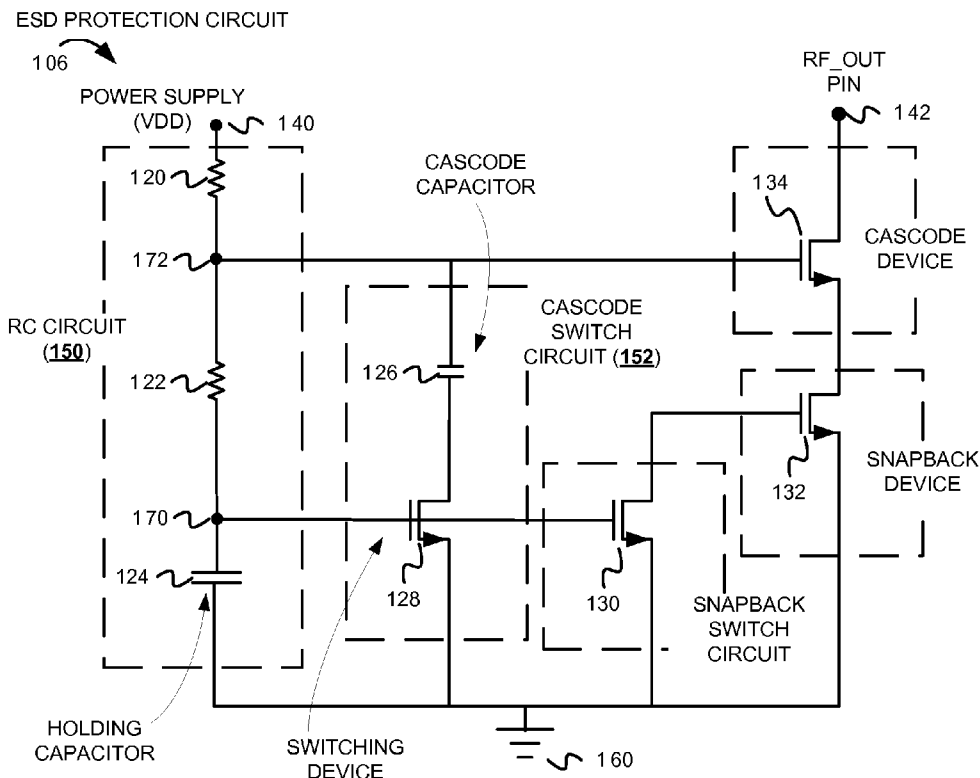 ESD PROTECTION CIRCUIT
106
POWER SUPPLY
(VDD)
140
RF_OUT
PIN
142
120
CASCODE
CAPACITOR
134
172
CASCODE
DEVICE
RC CIRCUIT
(150)
CASCODE
SWITCH
CIRCUIT (152)
122
126
132
SNAPBACK
DEVICE
170
124
128
130
SNAPBACK
SWITCH
CIRCUIT
HOLDING
CAPACITOR
SWITCHING
DEVICE
160